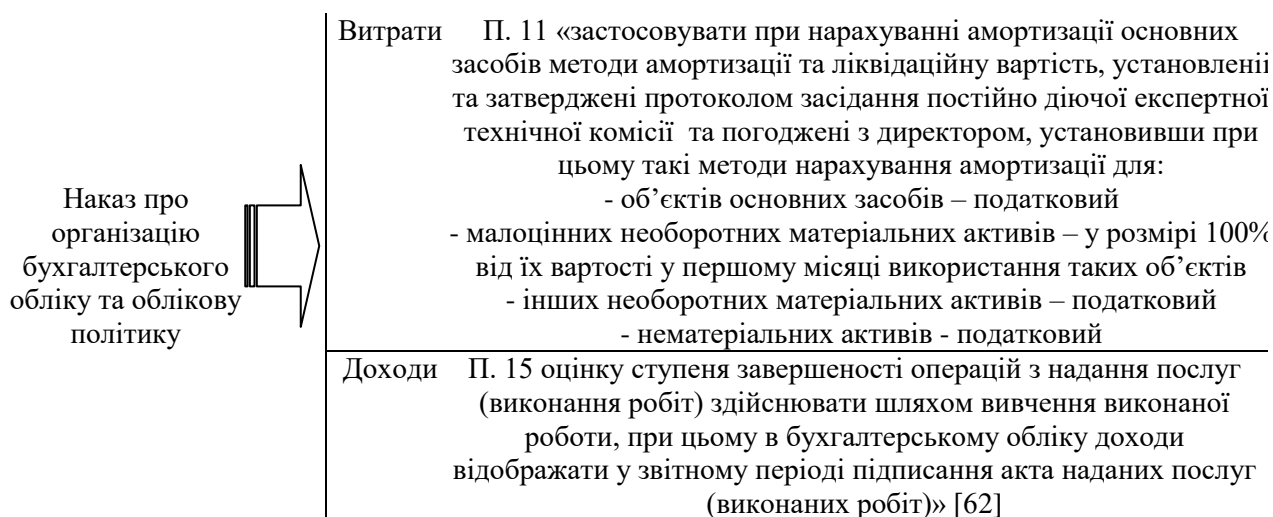 Наказ про
організацію
бухгалтерського
обліку та облікову
політику
Витрати П. 11 «застосовувати при нарахуванні амортизації основних
засобів методи амортизації та ліквідаційну вартість, установленії
та затверджені протоколом засідання постійно діючої експертної
технічної комісії та погоджені з директором, установивши при
цьому такі методи нарахування амортизації для:
- об’єктів основних засобів – податковий
- малоцінних необоротних матеріальних активів – у розмірі 100%
від їх вартості у першому місяці використання таких об’єктів
- інших необоротних матеріальних активів – податковий
- нематеріальних активів - податковий
Доходи П. 15 оцінку ступеня завершеності операцій з надання послуг
(виконання робіт) здійснювати шляхом вивчення виконаної
роботи, при цьому в бухгалтерському обліку доходи
відображати у звітному періоді підписання акта наданих послуг
(виконаних робіт)» [62]